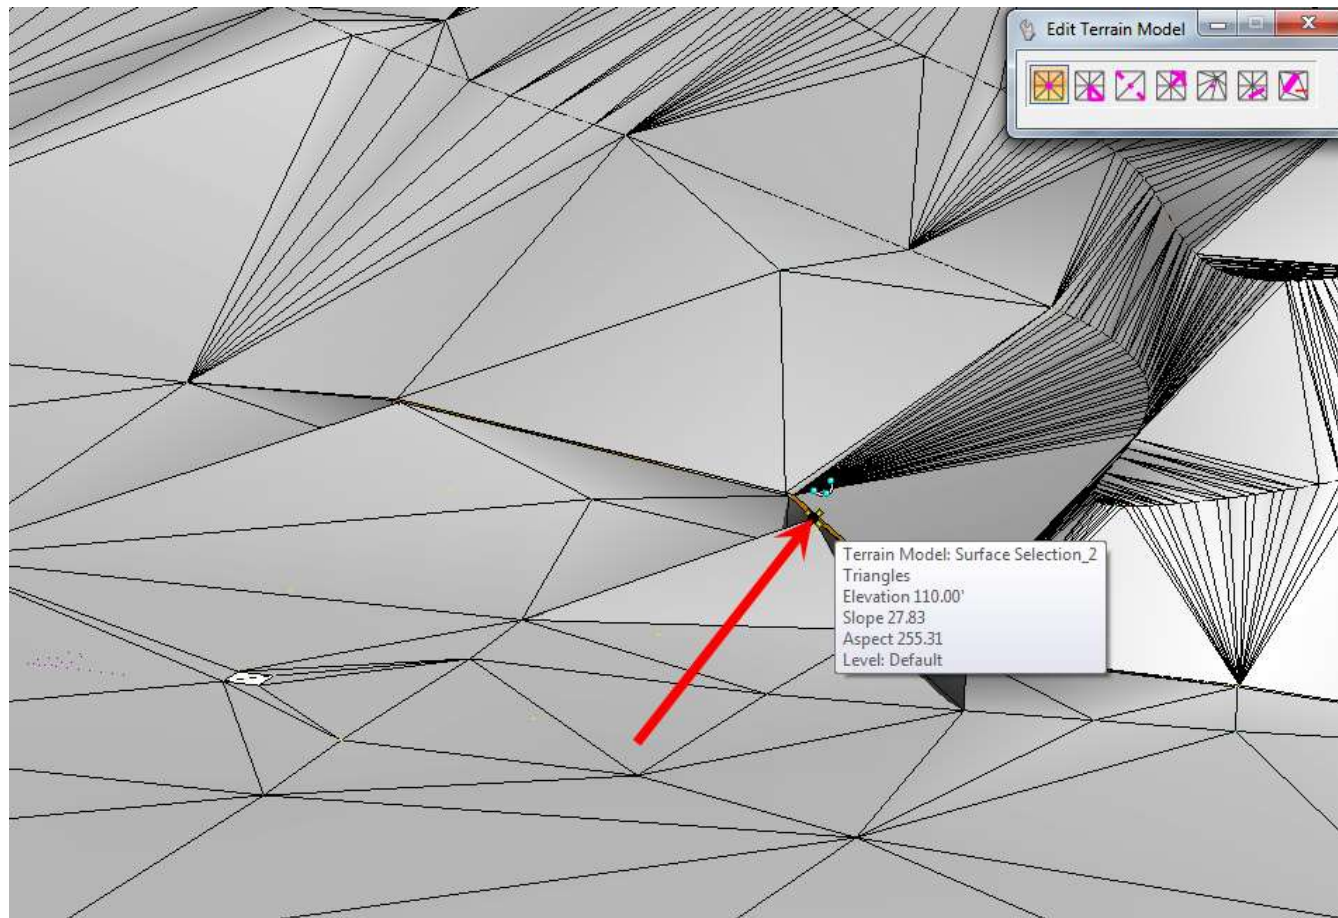 Edit Terrain Model
Terrain Model: Surface Selection_2
Triangles
Elevation 110.00'
Slope 27.83
Aspect 255.31
Level: Default